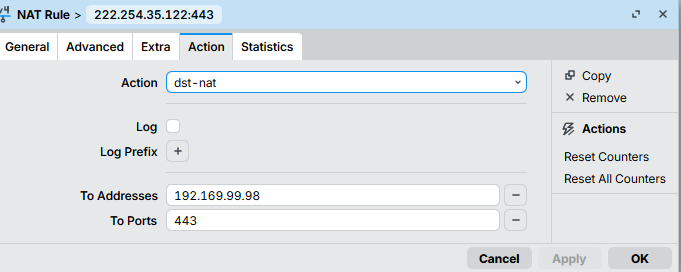 v4
NAT Rule > 222.254.35.122:443
General Advanced Extra Action Statistics
Action dst-nat
Copy
Remove
Log
Actions
Log Prefix
Reset Counters
Reset All Counters
To Addresses 192.169.99.98
To Ports 443
Cancel Apply OK